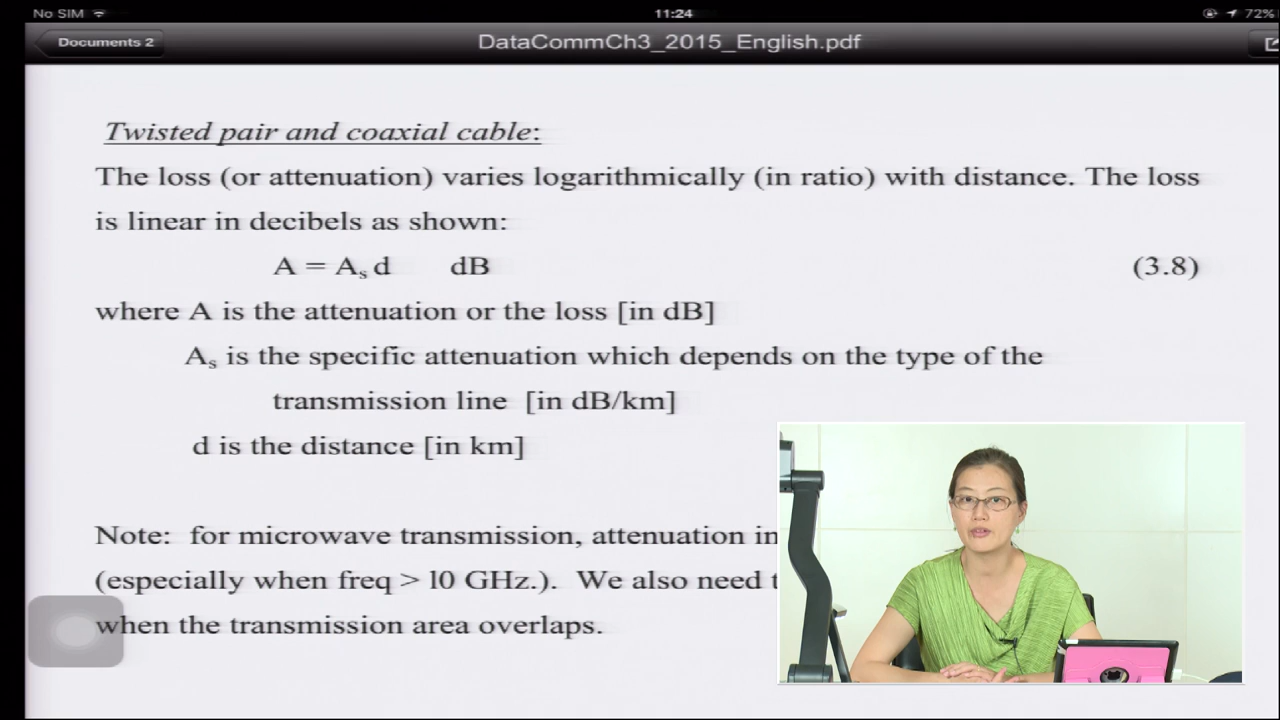 No SIM
11:24
72%
Documents 2
DataCommCh3_2015_English.pdf
Twisted pair and coaxial cable:
The loss (or attenuation) varies logarithmically (in ratio) with distance. The loss
is linear in decibels as shown:
A = As d dB (3.8)
where A is the attenuation or the loss [in dB]
As is the specific attenuation which depends on the type of the
transmission line [in dB/km]
d is the distance [in km]
Note: for microwave transmission, attenuation in
(especially when freq > 10 GHz.). We also need t
when the transmission area overlaps.